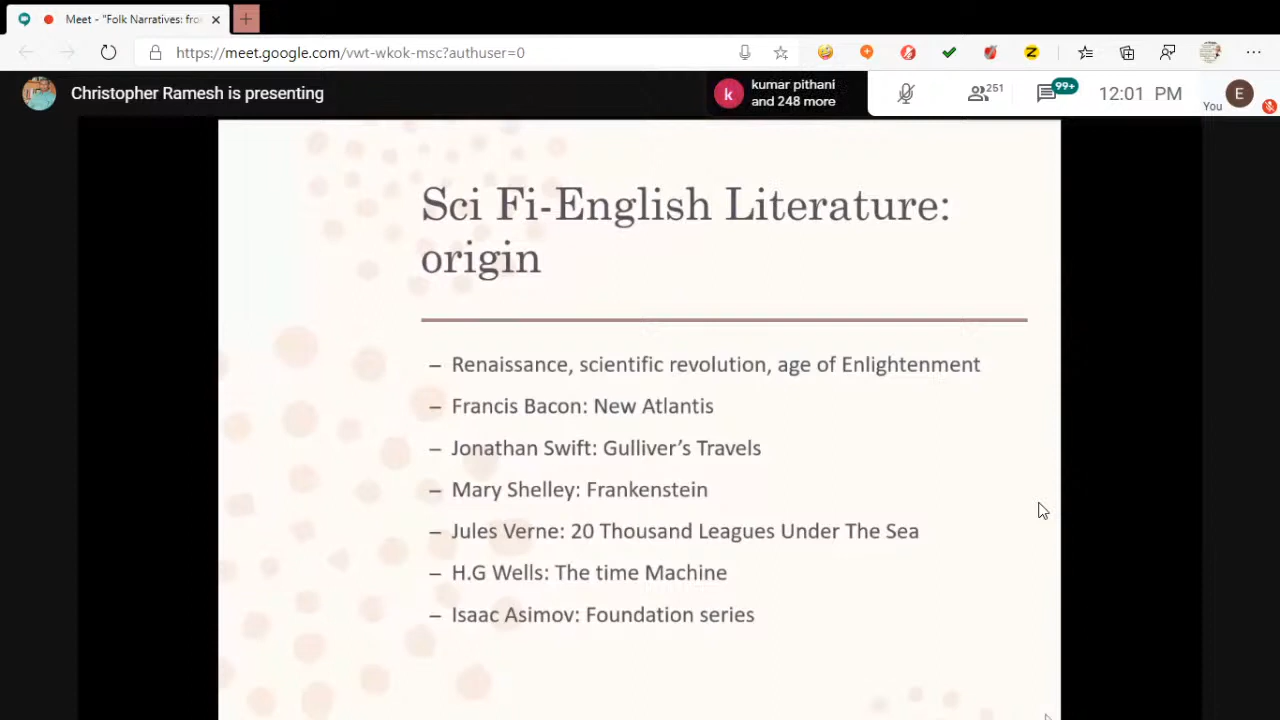 Meet - "Folk Narratives: fro
https://meet.google.com/vwt-wkok-msc?authuser=0
Christopher Ramesh is presenting
k
kumar pithani
and 248 more
251
99+
12:01 PM
You
E
Sci Fi-English Literature:
origin
– Renaissance, scientific revolution, age of Enlightenment
– Francis Bacon: New Atlantis
– Jonathan Swift: Gulliver's Travels
– Mary Shelley: Frankenstein
– Jules Verne: 20 Thousand Leagues Under The Sea
– H.G Wells: The time Machine
– Isaac Asimov: Foundation series